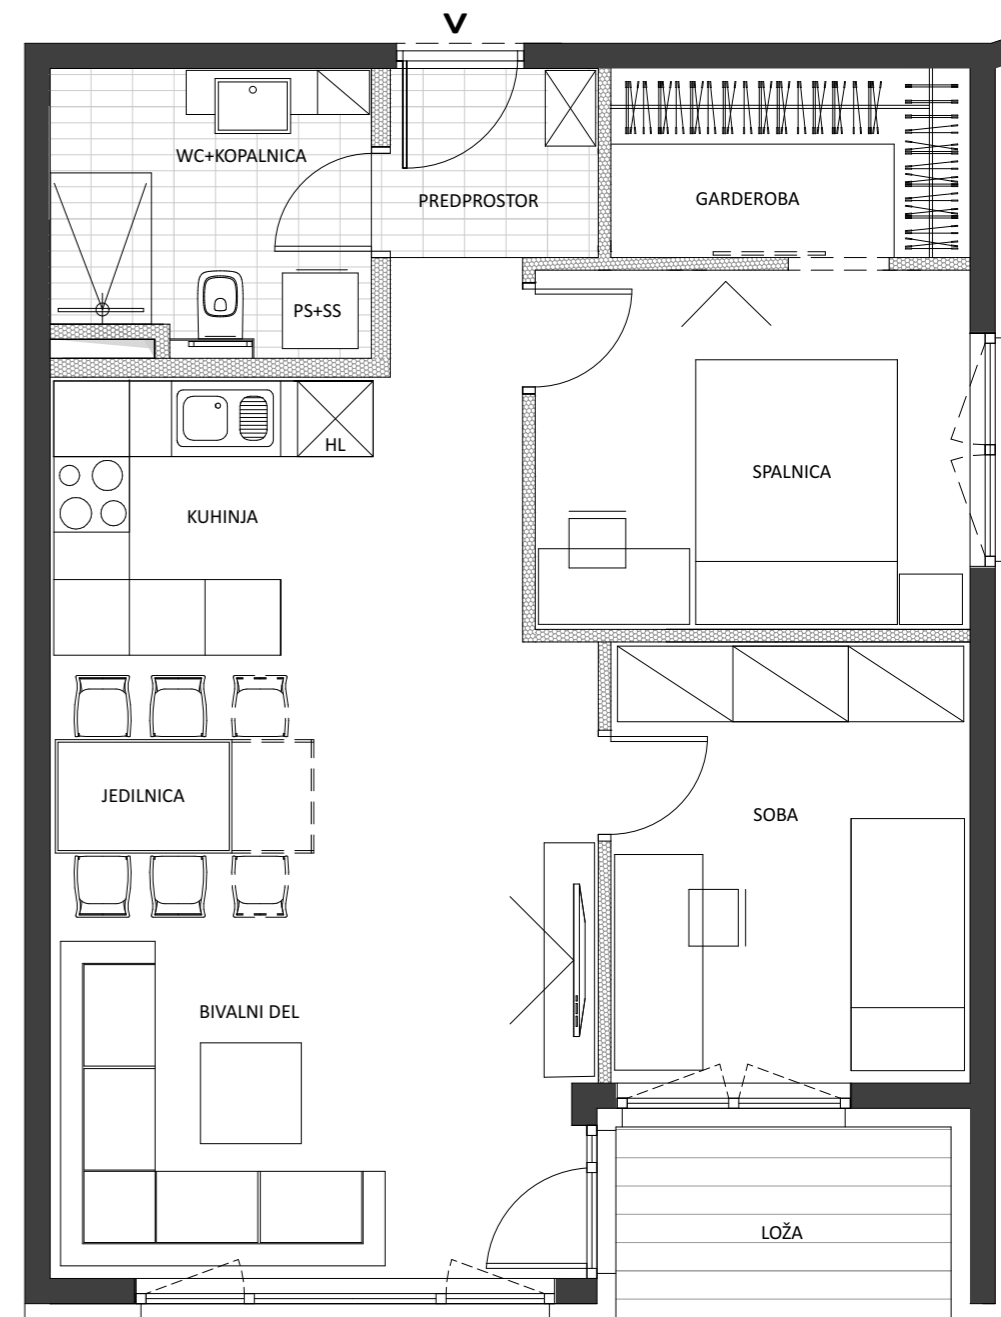 V
WC+KOPALNICA
PREDPROSTOR
GARDEROBA
PS+SS
HL
SPALNICA
KUHINJA
JEDILNICA
SOBA
BIVALNI DEL
LOŽA